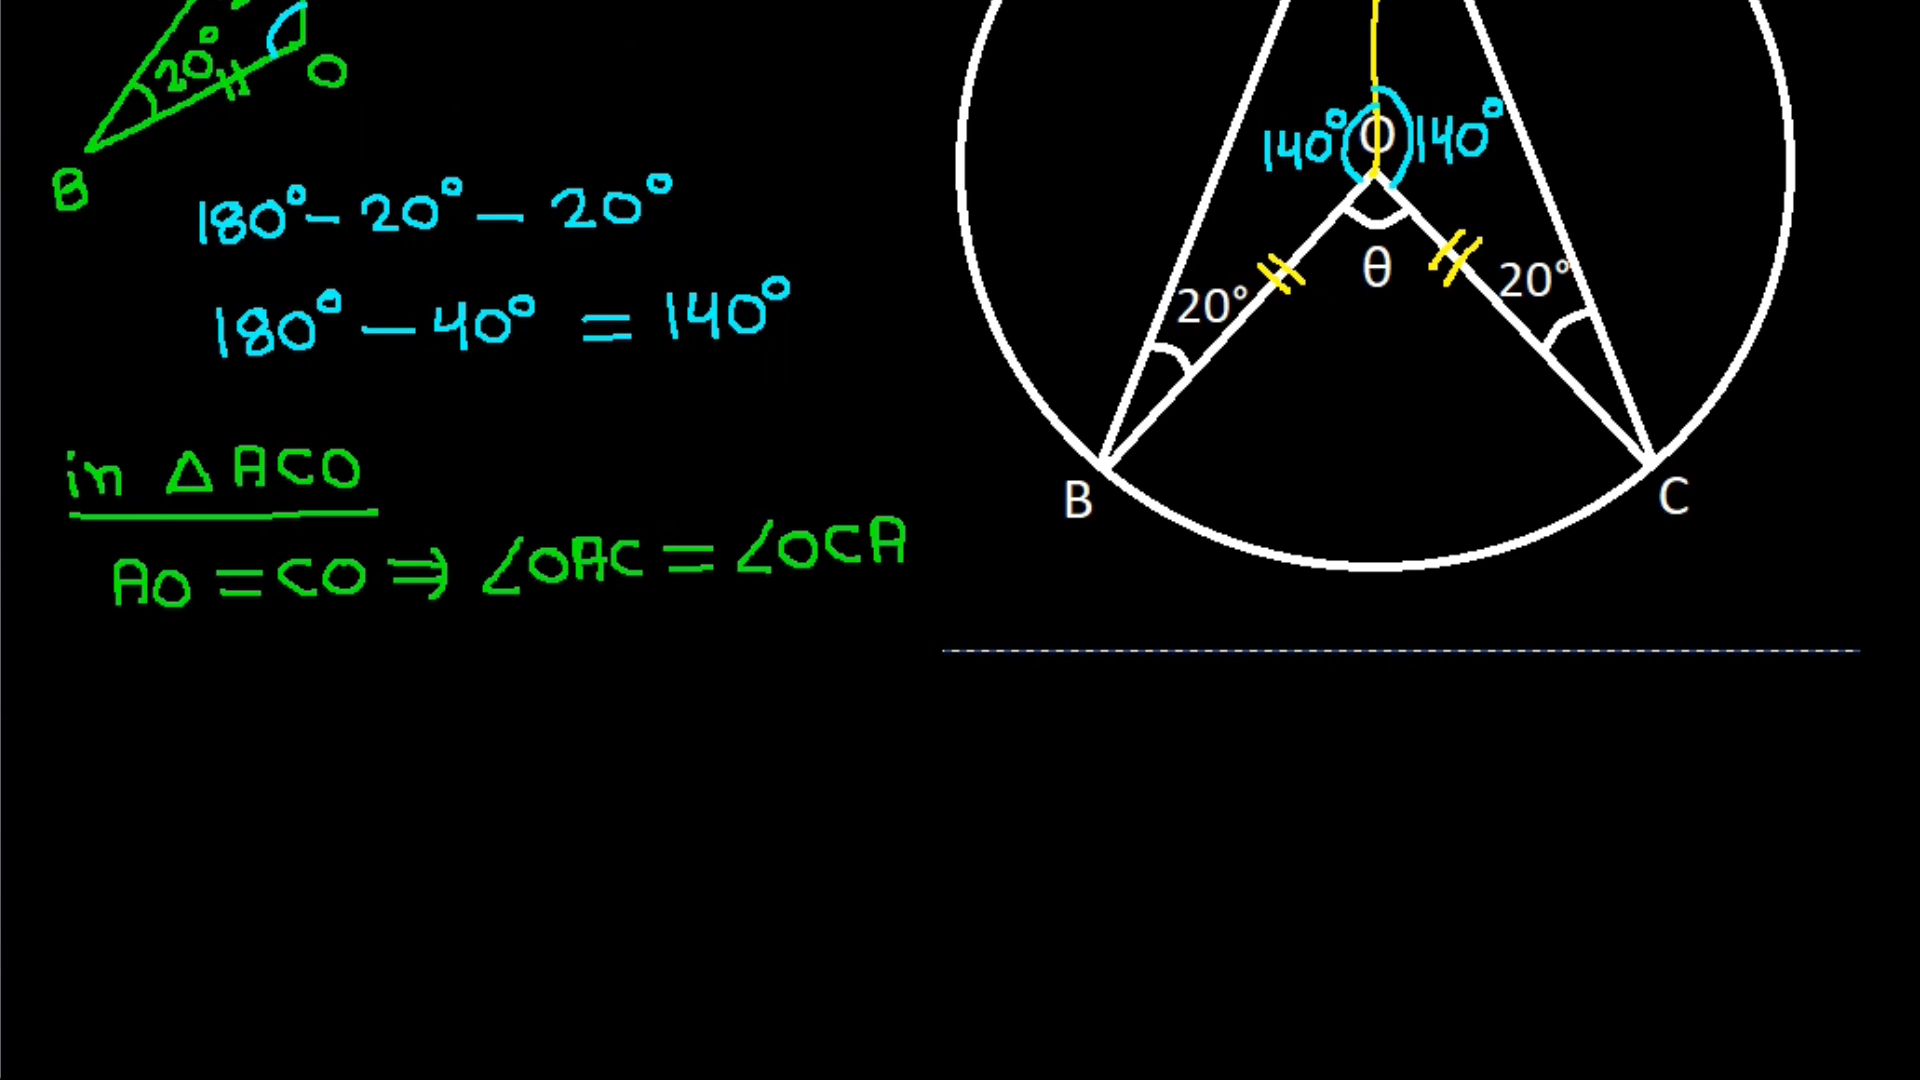 20°
O
B
180° - 20° - 20°
180° - 40° = 140°
in △ ACO
AO = CO ⇒ ∠OAC = ∠OCA
140° O 140°
θ
20° 20°
B C